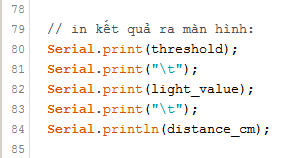 78
79 // in kết quả ra màn hình:
80 Serial.print(threshold);
81 Serial.print("\t");
82 Serial.print(light_value);
83 Serial.print("\t");
84 Serial.println(distance_cm);
85